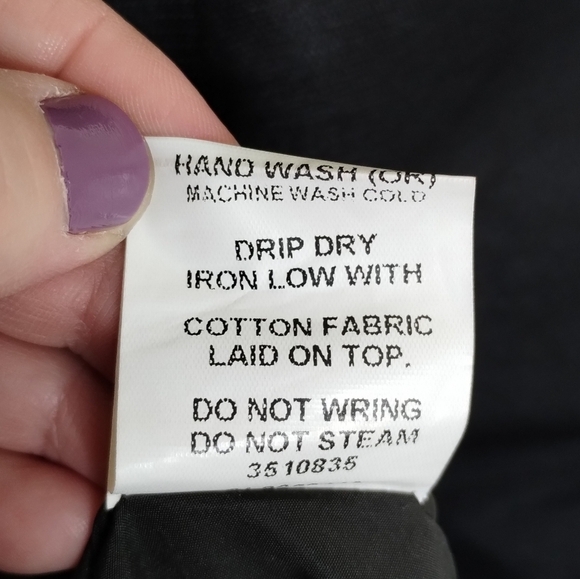 HAND WASH (OR)
MACHINE WASH COLD
DRIP DRY
IRON LOW WITH
COTTON FABRIC
LAID ON TOP.
DO NOT WRING
DO NOT STEAM
3510835